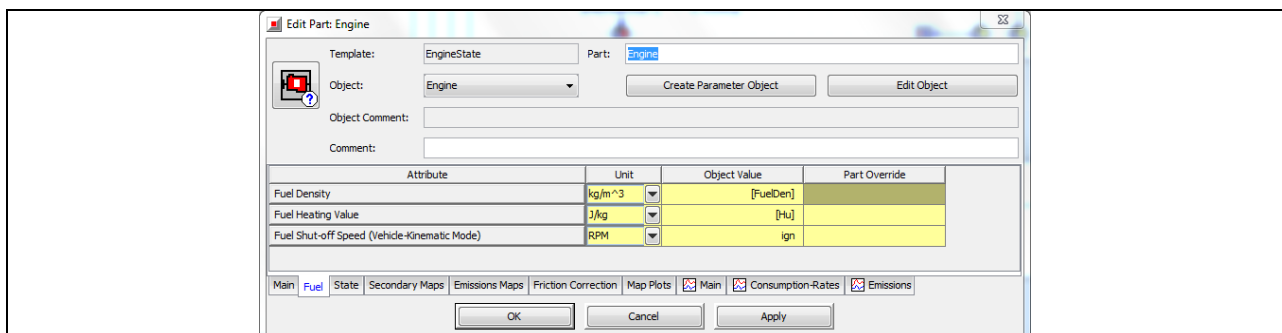 Edit Part: Engine
Template: EngineState Part: Engine
Object: Engine Create Parameter Object Edit Object
?
Object Comment:
Comment:
Attribute Unit Object Value Part Override
Fuel Density kg/m^3 [FuelDen]
Fuel Heating Value J/kg [Hu]
Fuel Shut-off Speed (Vehicle-Kinematic Mode) RPM ign
Main Fuel State Secondary Maps Emissions Maps Friction Correction Map Plots Main Consumption-Rates Emissions
OK Cancel Apply